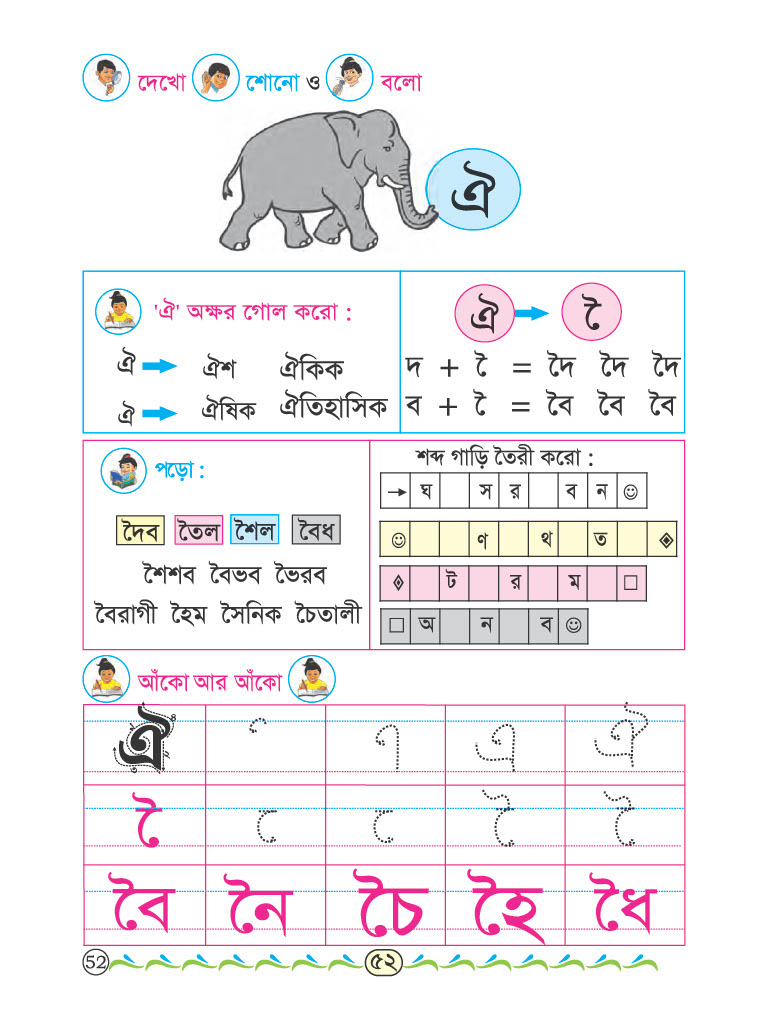 দেখো শোনো ও বলো
ঐ
'ঐ' অক্ষর গোল করো :
ঐ → ঐশ ঐকিক
ঐ → ঐষিক ঐতিহাসিক
ঐ → ৈ
দ + ৈ = দৈ দৈ দৈ
ব + ৈ = বৈ বৈ বৈ
পড়ো :
দৈব তৈল শৈল বৈধ
শৈশব বৈভব ভৈরব
বৈরাগী হৈম সৈনিক চৈতালী
শব্দ গাড়ি তৈরী করো :
→ ঘ স র ব ন ☺
☺ ণ থ ত ◈
◈ ট র ম □
□ অ ন ব ☺
আঁকো আর আঁকো
ঐ ঐ
ৈ ৈ ৈ
বৈ নৈ চৈ হৈ ধৈ
52 ৫২